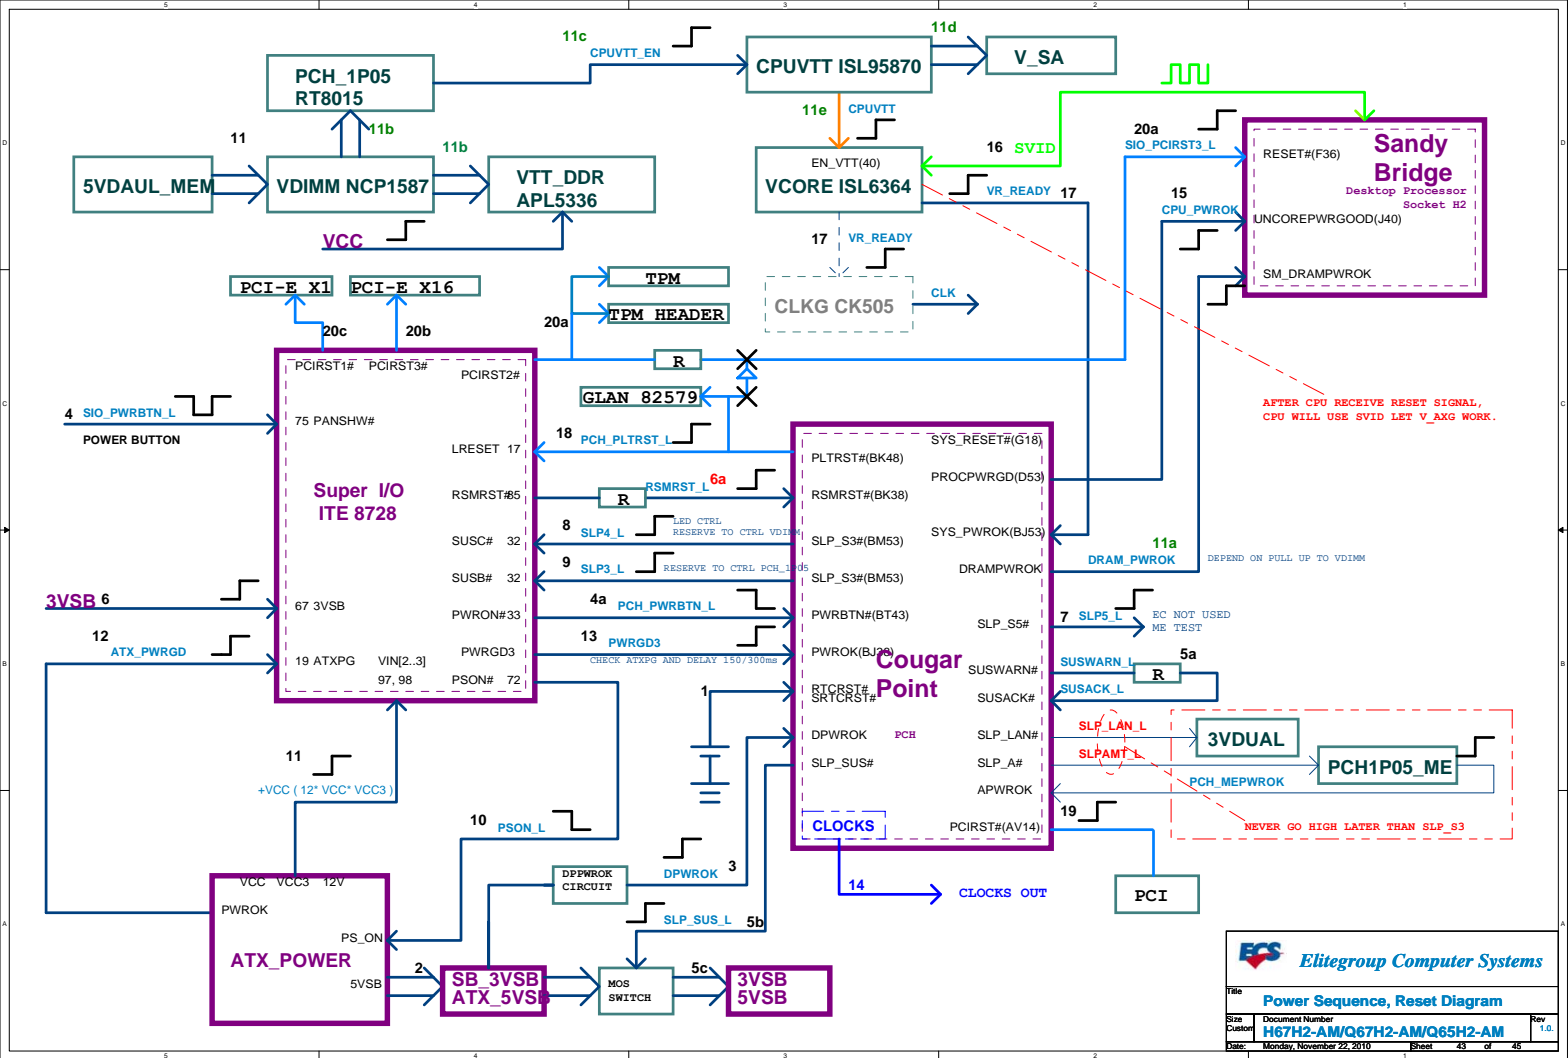 5 4 3 2 1
11c
CPUVTT_EN
11d
PCH_1P05
RT8015
CPUVTT ISL95870
V_SA
11
11b
11b
11e
CPUVTT
5VDAUL_MEM
VDIMM NCP1587
VTT_DDR
APL5336
VCC
EN_VTT(40)
VCORE ISL6364
16 SVID
VR_READY 17
17 VR_READY
CLKG CK505
CLK
20a
SIO_PCIRST3_L
RESET#(F36)
Sandy
Bridge
Desktop Processor
Socket H2
15
CPU_PWROK
UNCOREPWRGOOD(J40)
SM_DRAMPWROK
PCI-E X1
PCI-E X16
TPM
TPM HEADER
20c
20b
20a
R
GLAN 82579
AFTER CPU RECEIVE RESET SIGNAL,
CPU WILL USE SVID LET V_AXG WORK.
PCIRST1#
PCIRST3#
PCIRST2#
4 SIO_PWRBTN_L
POWER BUTTON
75 PANSHW#
LRESET 17
18 PCH_PLTRST_L
Super I/O
ITE 8728
RSMRST# 85
R
RSMRST_L
6a
SUSC# 32
8 SLP4_L
LED CTRL
RESERVE TO CTRL VDIMM
SUSB# 32
9 SLP3_L
RESERVE TO CTRL PCH_1P05
3VSB 6
67 3VSB
PWRON# 33
4a PCH_PWRBTN_L
12
ATX_PWRGD
19 ATXPG
VIN[2..3]
97, 98
PWRGD3
13 PWRGD3
CHECK ATXPG AND DELAY 150/300ms
PSON# 72
SYS_RESET#(G18)
PLTRST#(BK48)
PROCPWRGD(D53)
RSMRST#(BK38)
SYS_PWROK(BJ53)
SLP_S3#(BM53)
DRAMPWROK
SLP_S3#(BM53)
PWRBTN#(BT43)
SLP_S5#
PWROK(BJ38)
Cougar
Point
PCH
SUSWARN#
RTCRST#
SRTCRST#
SUSACK#
DPWROK
SLP_LAN#
SLP_SUS#
SLP_A#
APWROK
CLOCKS
PCIRST#(AV14)
11a
DRAM_PWROK
DEPEND ON PULL UP TO VDIMM
7 SLP5_L
EC NOT USED
ME TEST
SUSWARN_L
R
5a
SUSACK_L
SLP_LAN_L
3VDUAL
SLPAMT_L
PCH1P05_ME
PCH_MEPWROK
19
NEVER GO HIGH LATER THAN SLP_S3
PCI
1
11
+VCC ( 12* VCC* VCC3 )
10 PSON_L
DPPWROK
CIRCUIT
DPWROK
3
14
CLOCKS OUT
VCC VCC3 12V
PWROK
PS_ON
ATX_POWER
5VSB
2
SB_3VSB
ATX_5VSB
SLP_SUS_L
5b
MOS
SWITCH
5c
3VSB
5VSB
ECS
Elitegroup Computer Systems
Title
Power Sequence, Reset Diagram
Size
Custom
Document Number
H67H2-AM/Q67H2-AM/Q65H2-AM
Rev
1.0.
Date: Monday, November 22, 2010 Sheet 43 of 45
D D
C C
B B
A A
5 4 3 2 1